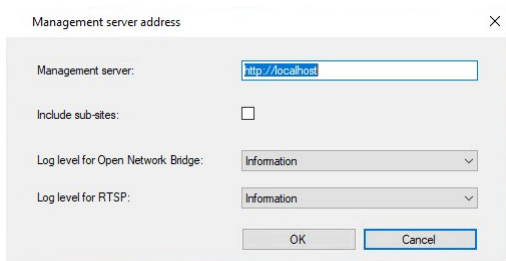 Management server address
Management server:
http://localhost
Include sub-sites:
Log level for Open Network Bridge:
Information
Log level for RTSP:
Information
OK
Cancel